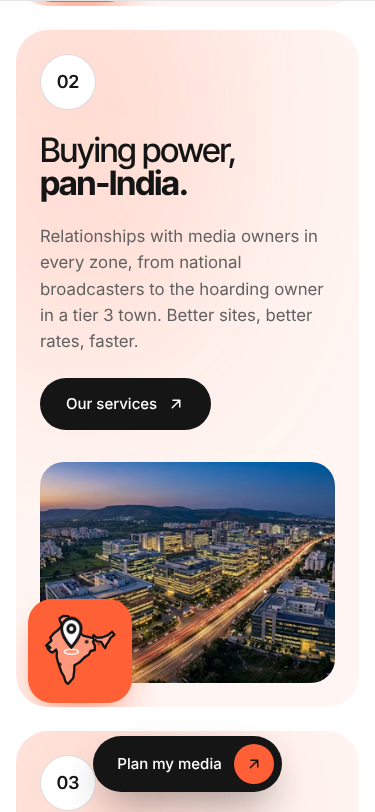 02
Buying power,
pan-India.
Relationships with media owners in
every zone, from national
broadcasters to the hoarding owner
in a tier 3 town. Better sites, better
rates, faster.
Our services
Plan my media
03